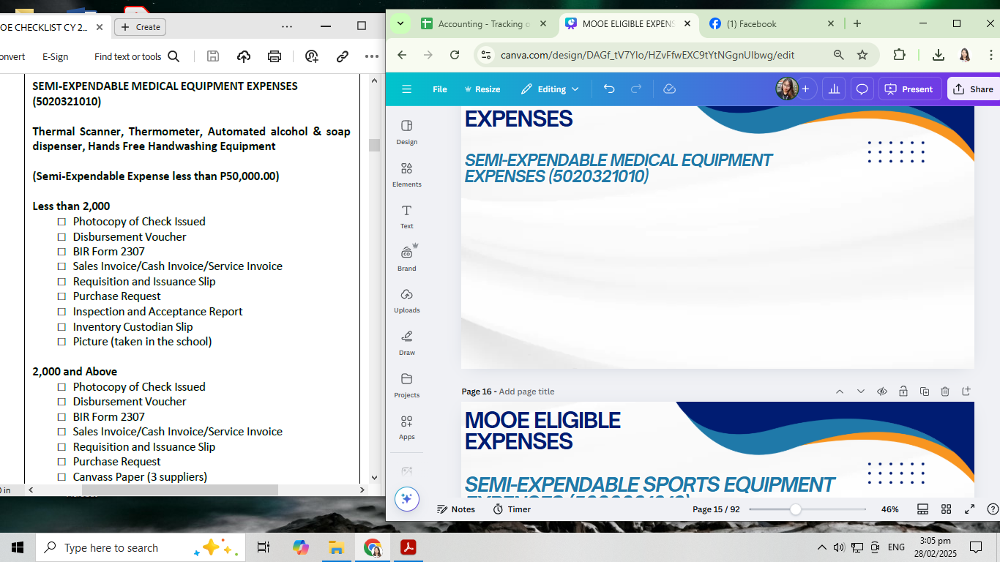 OE CHECKLIST CY 2...
Create
onvert
E-Sign
Find text or tools
SEMI-EXPENDABLE MEDICAL EQUIPMENT EXPENSES
(5020321010)
Thermal Scanner, Thermometer, Automated alcohol & soap
dispenser, Hands Free Handwashing Equipment
(Semi-Expendable Expense less than P50,000.00)
Less than 2,000
Photocopy of Check Issued
Disbursement Voucher
BIR Form 2307
Sales Invoice/Cash Invoice/Service Invoice
Requisition and Issuance Slip
Purchase Request
Inspection and Acceptance Report
Inventory Custodian Slip
Picture (taken in the school)
2,000 and Above
Photocopy of Check Issued
Disbursement Voucher
BIR Form 2307
Sales Invoice/Cash Invoice/Service Invoice
Requisition and Issuance Slip
Purchase Request
Canvass Paper (3 suppliers)
0 in
Accounting - Tracking
MOOE ELIGIBLE EXPENS
(1) Facebook
canva.com/design/DAGf_tV7YIo/HZvFfwEXC9tYtNGgnUIbwg/edit
File
Resize
Editing
Present
Share
Design
Elements
Text
Brand
Uploads
Draw
Projects
Apps
EXPENSES
SEMI-EXPENDABLE MEDICAL EQUIPMENT
EXPENSES (5020321010)
Page 16 - Add page title
MOOE ELIGIBLE
EXPENSES
SEMI-EXPENDABLE SPORTS EQUIPMENT
Notes
Timer
Page 15 / 92
46%
Type here to search
ENG
3:05 pm
28/02/2025